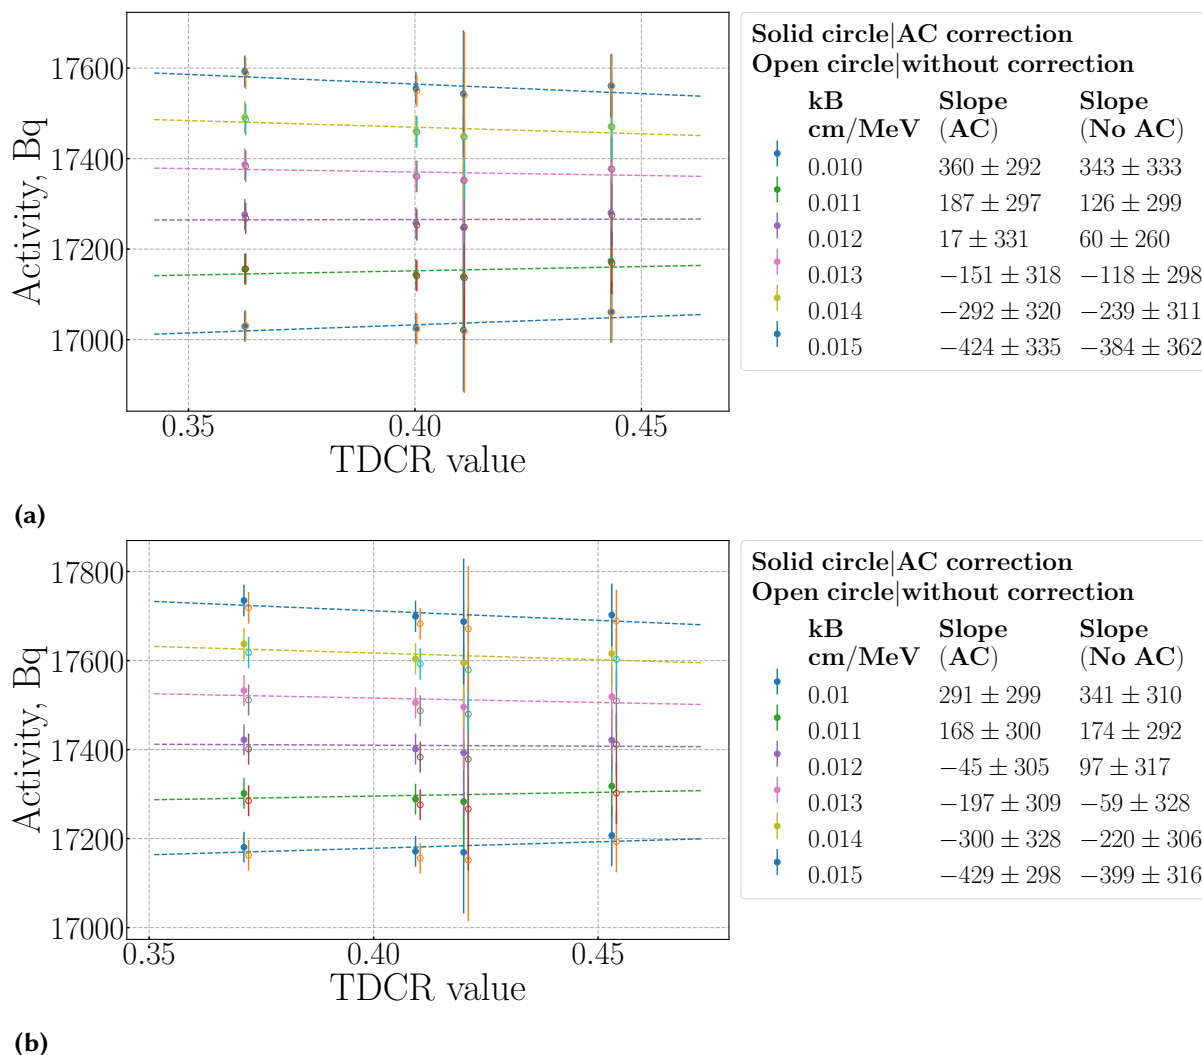 17600
17400
17200
17000
Activity, Bq
0.35
0.40
0.45
TDCR value
Solid circle|AC correction
Open circle|without correction
kB Slope Slope
cm/MeV (AC) (No AC)
0.010 360 ± 292 343 ± 333
0.011 187 ± 297 126 ± 299
0.012 17 ± 331 60 ± 260
0.013 −151 ± 318 −118 ± 298
0.014 −292 ± 320 −239 ± 311
0.015 −424 ± 335 −384 ± 362
(a)
17800
17600
17400
17200
17000
Activity, Bq
0.35
0.40
0.45
TDCR value
Solid circle|AC correction
Open circle|without correction
kB Slope Slope
cm/MeV (AC) (No AC)
0.01 291 ± 299 341 ± 310
0.011 168 ± 300 174 ± 292
0.012 −45 ± 305 97 ± 317
0.013 −197 ± 309 −59 ± 328
0.014 −300 ± 328 −220 ± 306
0.015 −429 ± 298 −399 ± 316
(b)